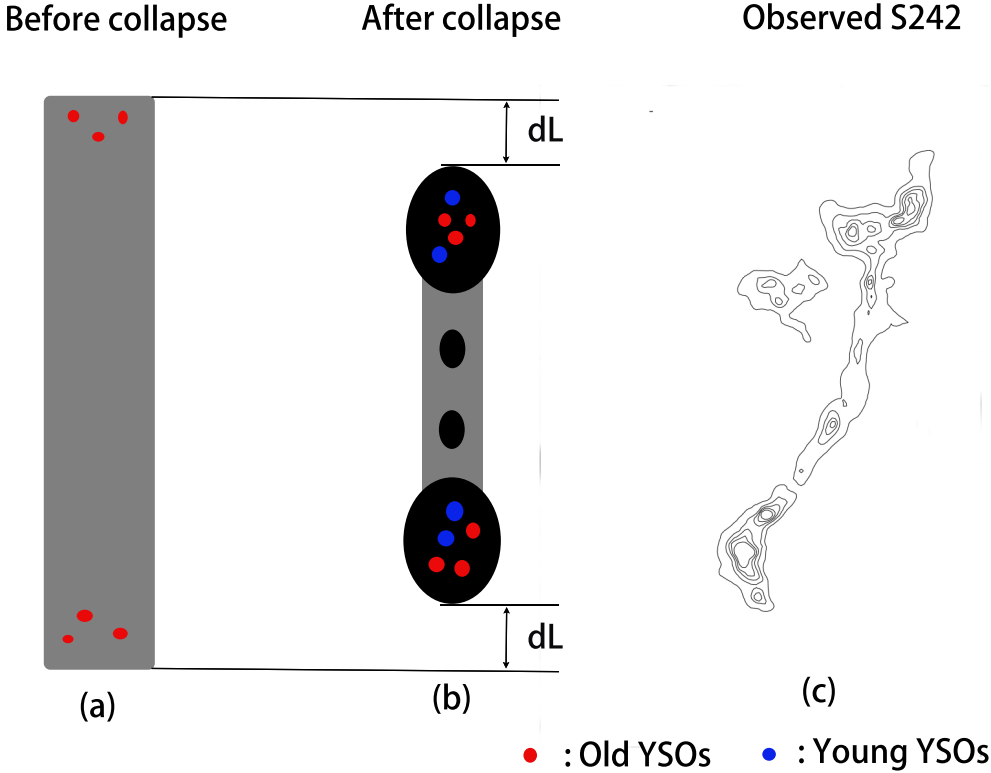 Before collapse
After collapse
Observed S242
dL
dL
(a)
(b)
(c)
: Old YSOs
: Young YSOs